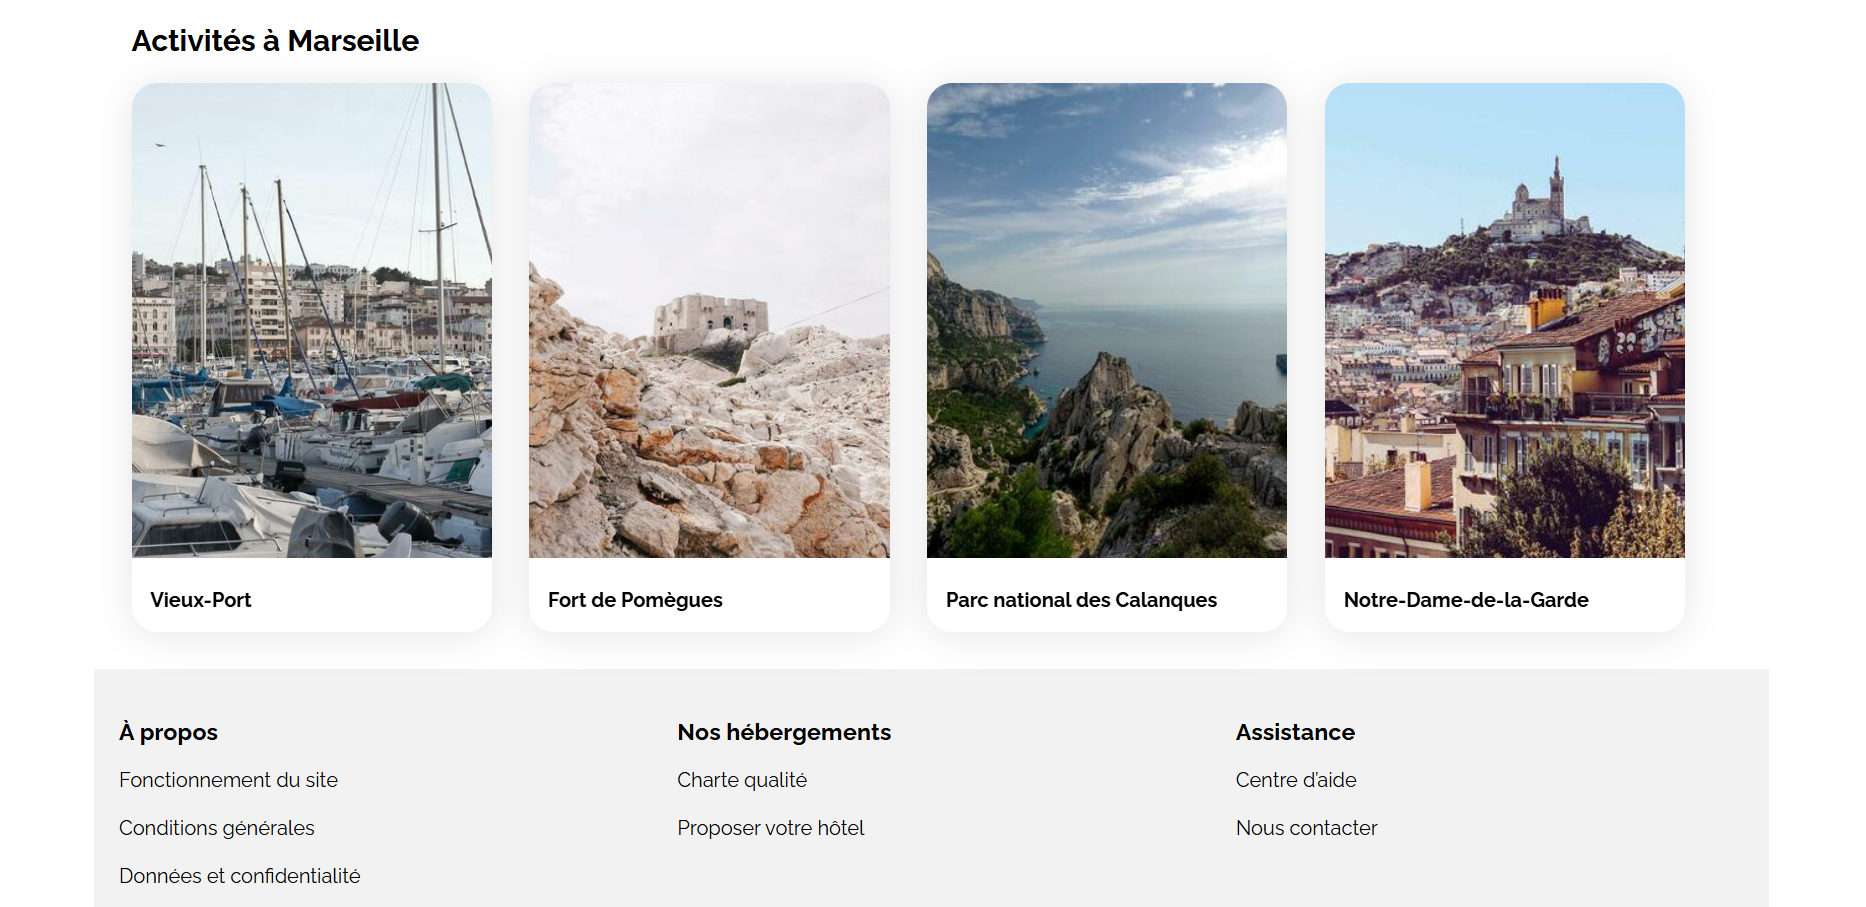 Activités à Marseille
Vieux-Port
Fort de Pomègues
Parc national des Calanques
Notre-Dame-de-la-Garde
À propos
Fonctionnement du site
Conditions générales
Données et confidentialité
Nos hébergements
Charte qualité
Proposer votre hôtel
Assistance
Centre d’aide
Nous contacter